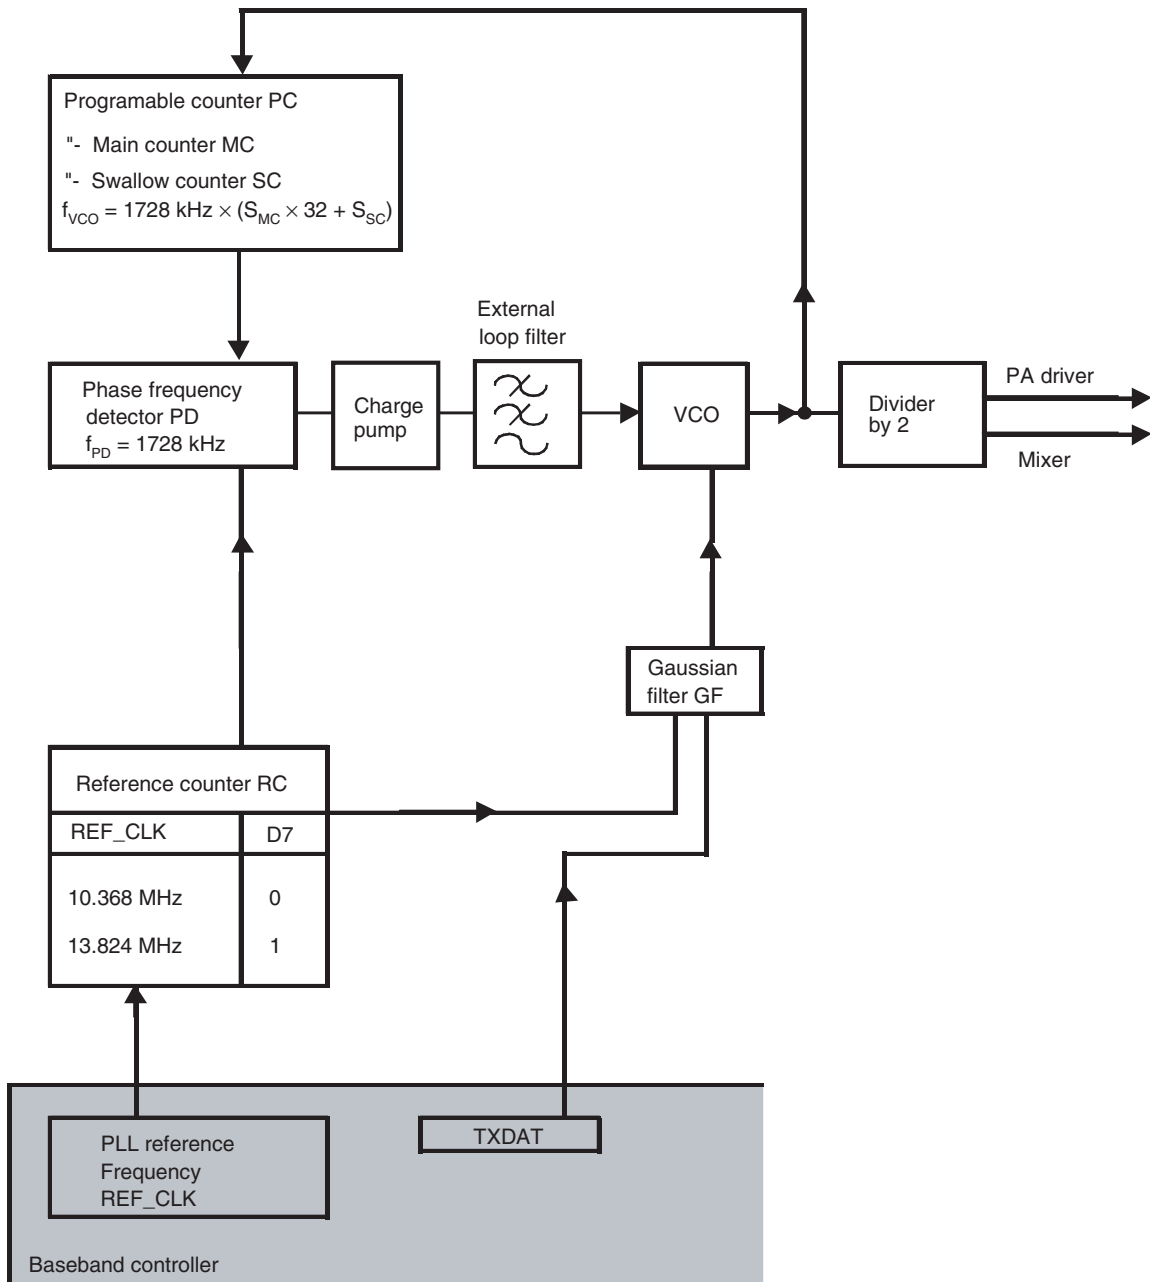 Programable counter PC
"- Main counter MC
"- Swallow counter SC
fVCO = 1728 kHz × (SMC × 32 + SSC)
External
loop filter
Phase frequency
detector PD
fPD = 1728 kHz
Charge
pump
VCO
Divider
by 2
PA driver
Mixer
Gaussian
filter GF
Reference counter RC
REF_CLK D7
10.368 MHz 0
13.824 MHz 1
PLL reference
Frequency
REF_CLK
TXDAT
Baseband controller